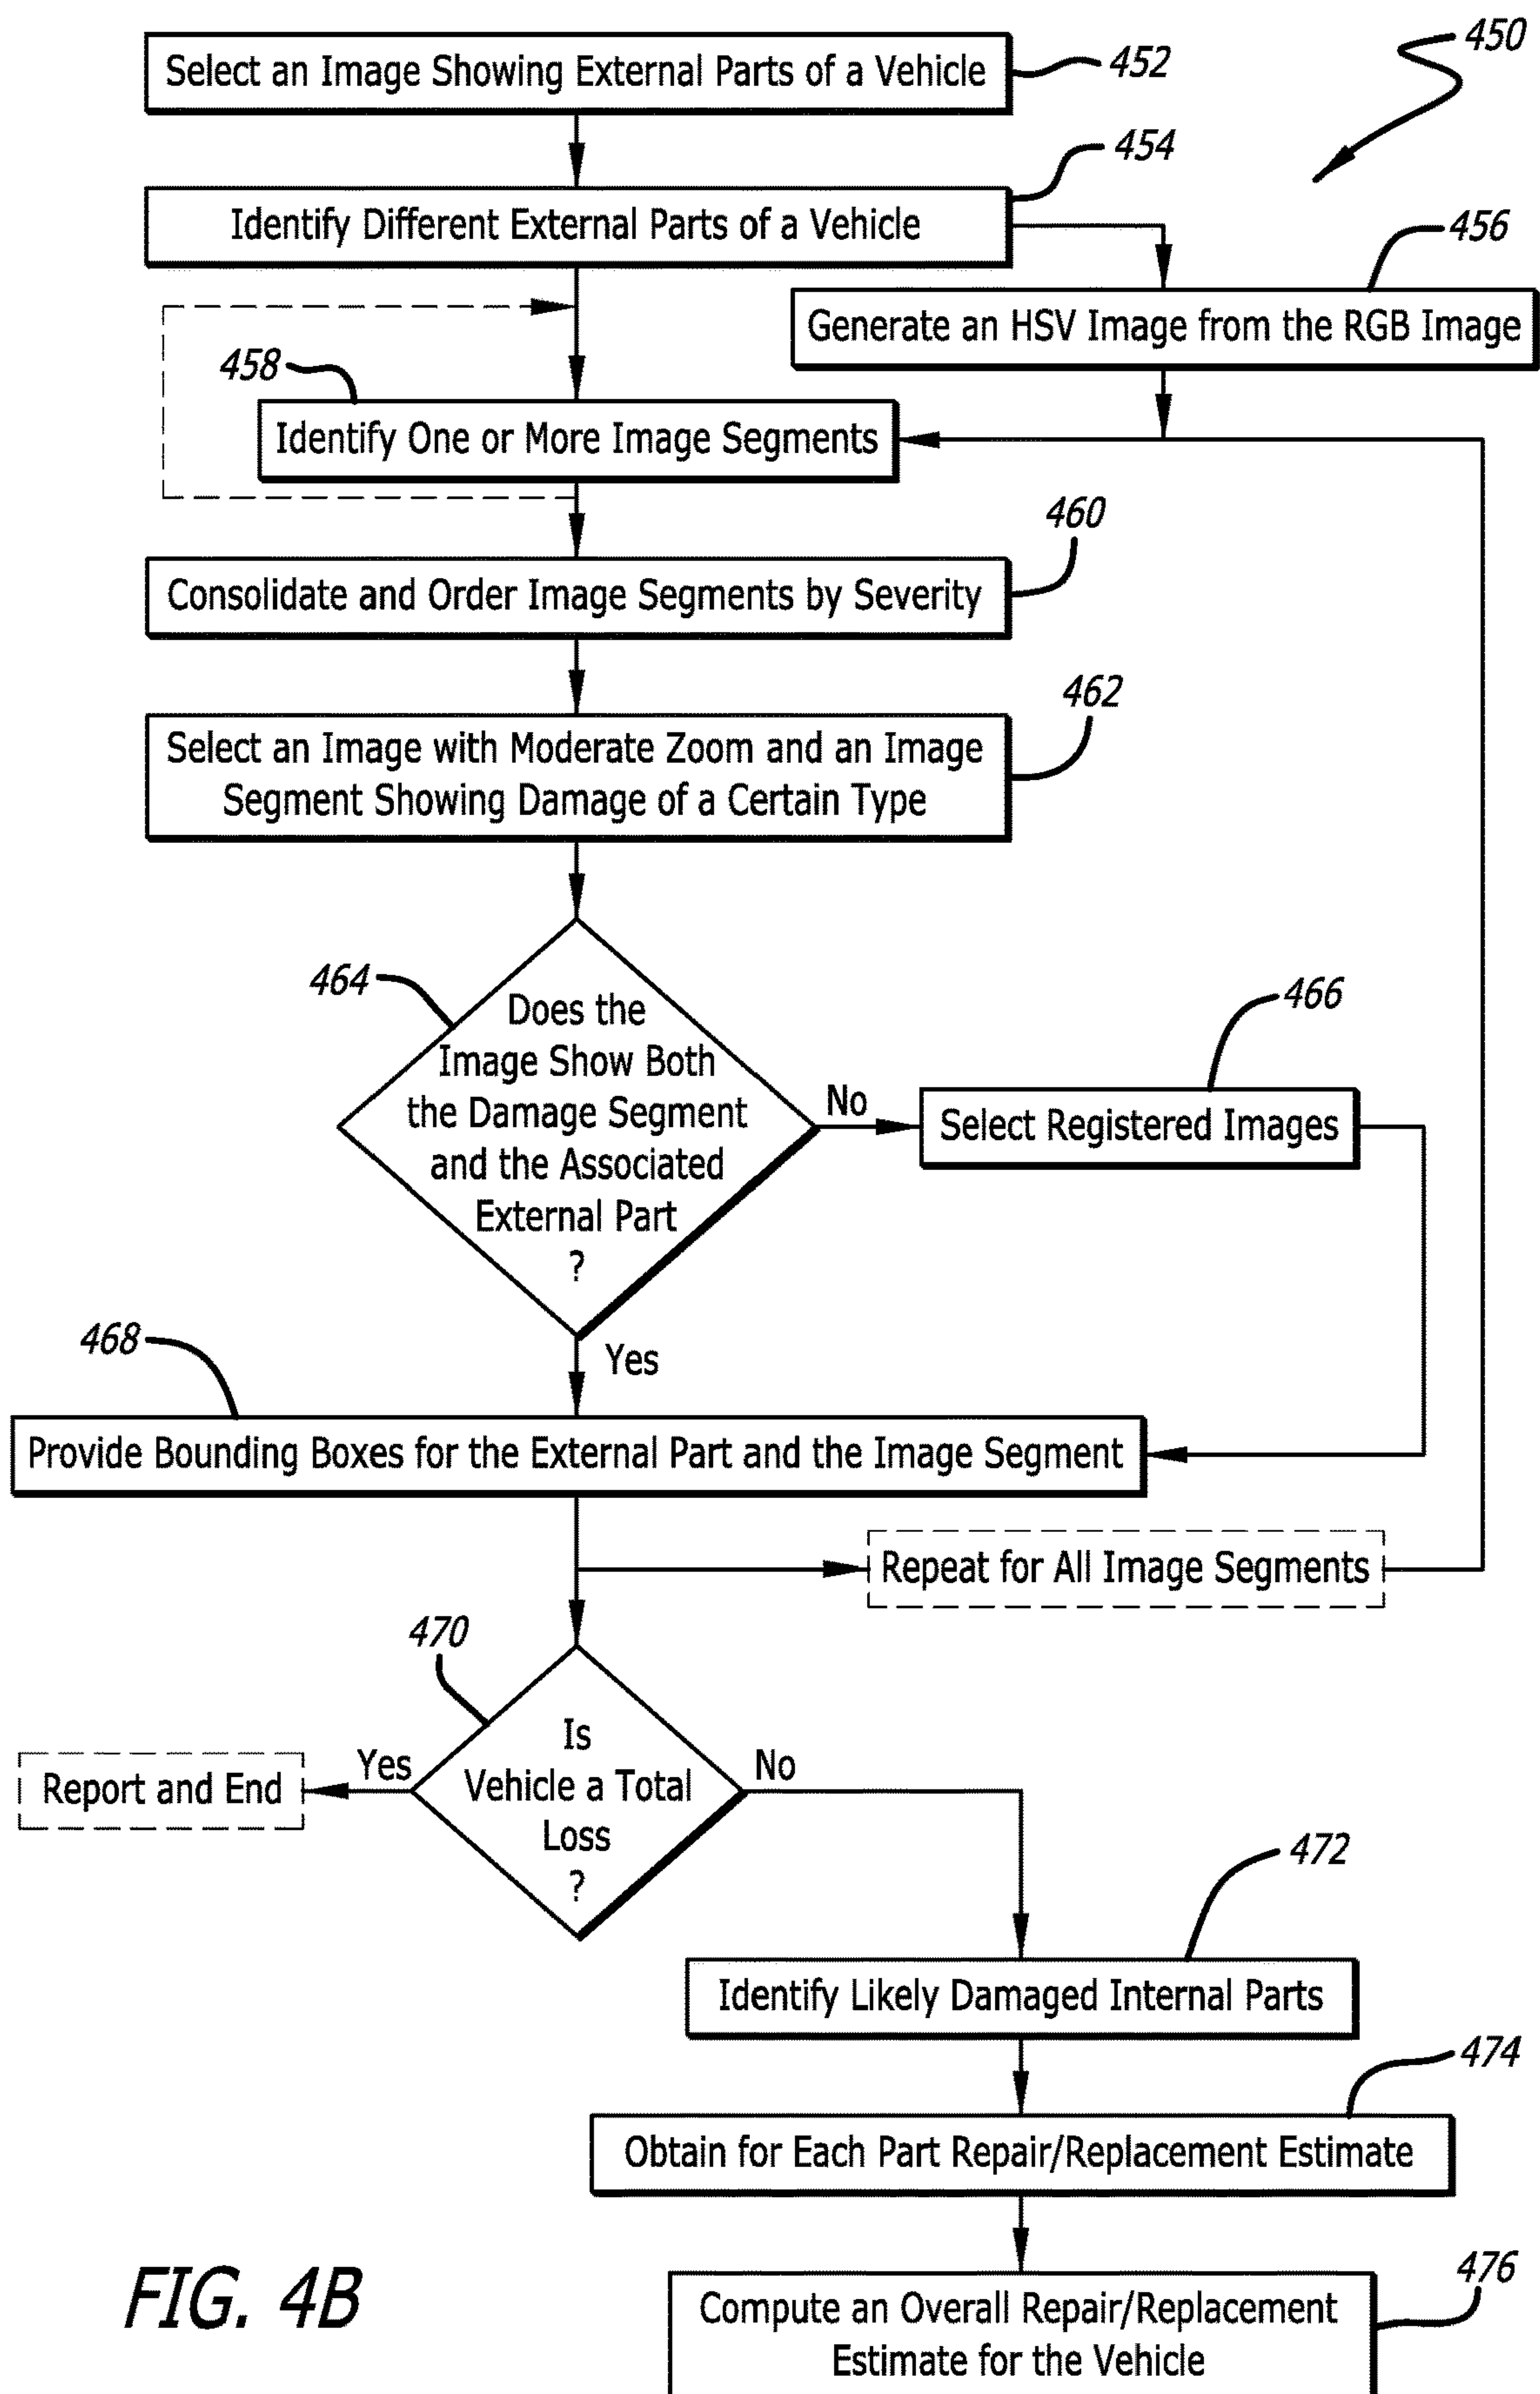 450
Select an Image Showing External Parts of a Vehicle
452
454
Identify Different External Parts of a Vehicle
456
Generate an HSV Image from the RGB Image
458
Identify One or More Image Segments
460
Consolidate and Order Image Segments by Severity
462
Select an Image with Moderate Zoom and an Image
Segment Showing Damage of a Certain Type
464
Does the
Image Show Both
the Damage Segment
and the Associated
External Part
?
No
466
Select Registered Images
Yes
468
Provide Bounding Boxes for the External Part and the Image Segment
Repeat for All Image Segments
470
Is
Vehicle a Total
Loss
?
Yes
Report and End
No
472
Identify Likely Damaged Internal Parts
474
Obtain for Each Part Repair/Replacement Estimate
476
Compute an Overall Repair/Replacement
Estimate for the Vehicle
FIG. 4B